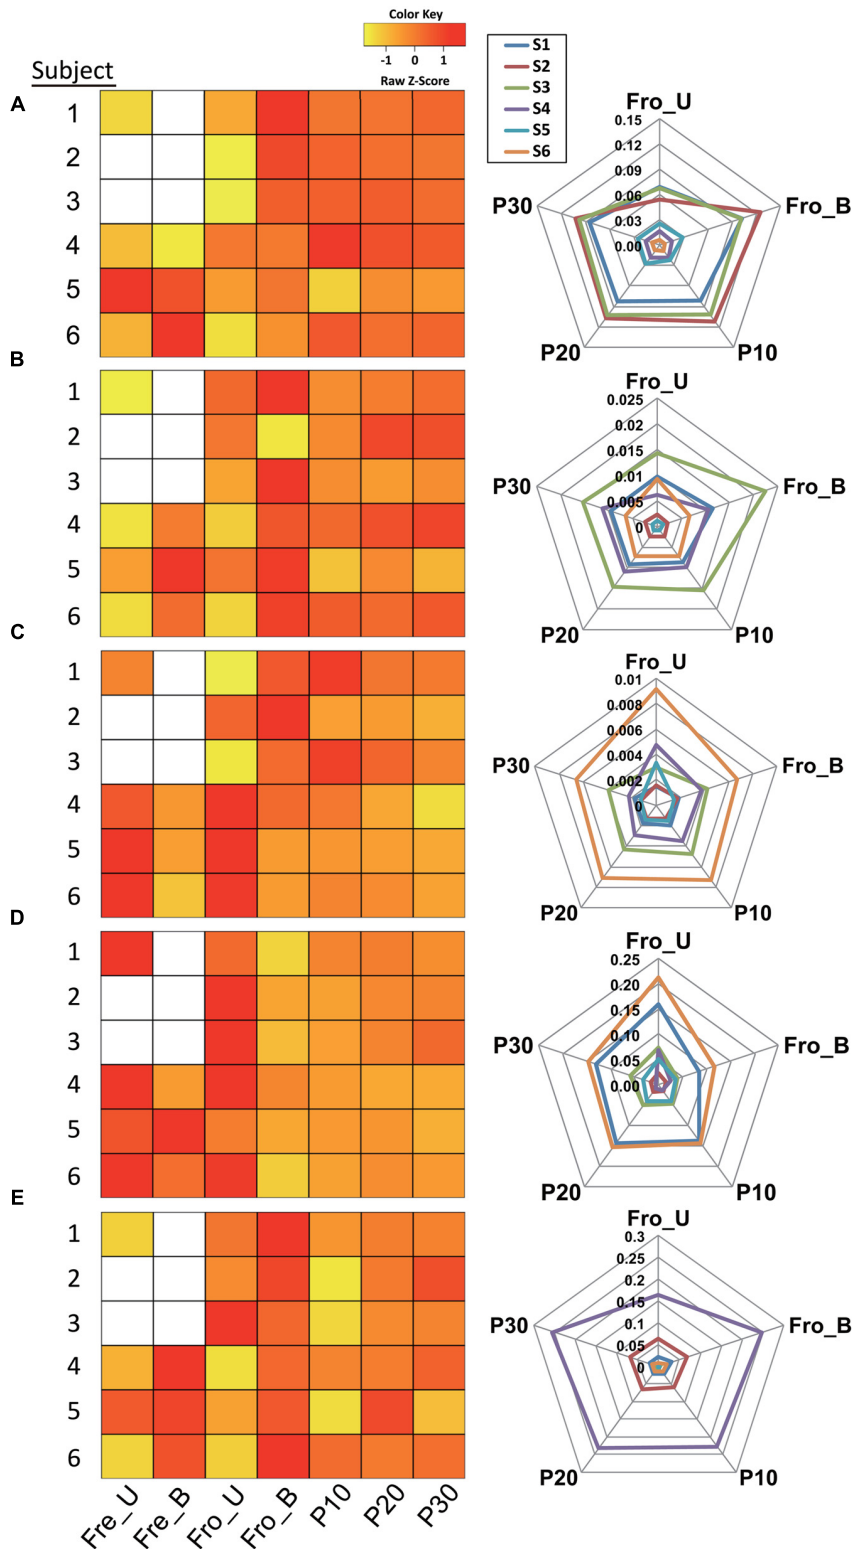 Color Key
-1 0 1
Raw Z-Score
Subject
S1
S2
S3
S4
S5
S6
A
1
2
3
4
5
6
Fro_U
0.15
0.12
0.09
0.06
0.03
0.00
P30
Fro_B
P20
P10
B
1
2
3
4
5
6
Fro_U
0.025
0.02
0.015
0.01
0.005
0
P30
Fro_B
P20
P10
C
1
2
3
4
5
6
Fro_U
0.01
0.008
0.006
0.004
0.002
0
P30
Fro_B
P20
P10
D
1
2
3
4
5
6
Fro_U
0.25
0.20
0.15
0.10
0.05
0.00
P30
Fro_B
P20
P10
E
1
2
3
4
5
6
Fro_U
0.3
0.25
0.2
0.15
0.1
0.05
0
P30
Fro_B
P20
P10
Fre_U Fre_B Fro_U Fro_B P10 P20 P30